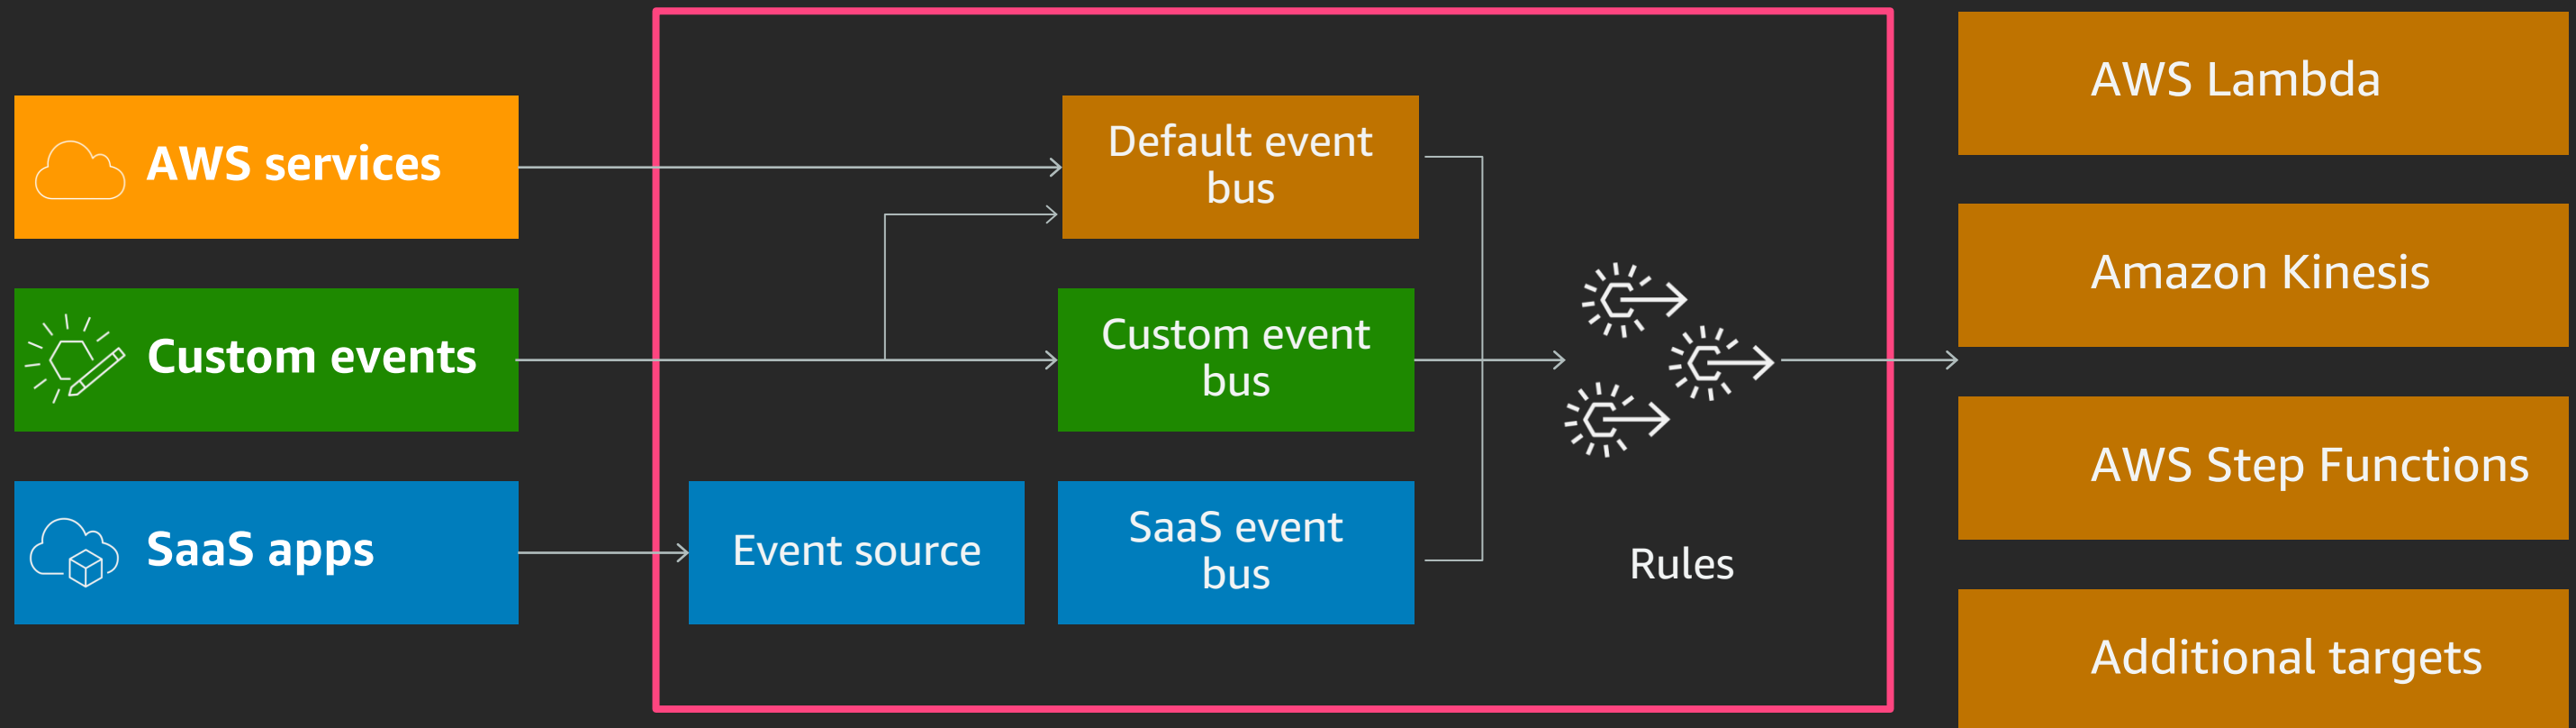 AWS services
Custom events
SaaS apps
Event source
Default event
bus
Custom event
bus
SaaS event
bus
Rules
AWS Lambda
Amazon Kinesis
AWS Step Functions
Additional targets